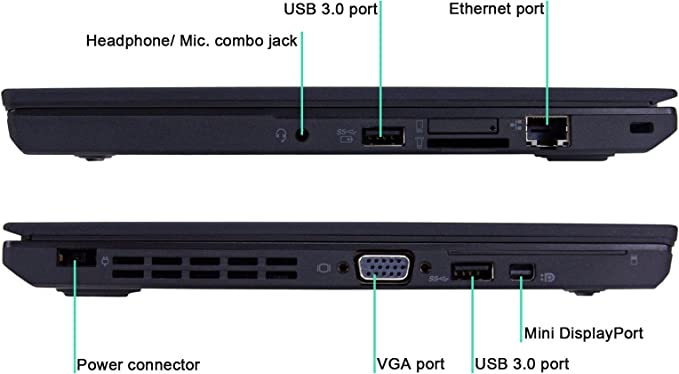 USB 3.0 port
Ethernet port
Headphone/ Mic. combo jack
Mini DisplayPort
Power connector
VGA port
USB 3.0 port